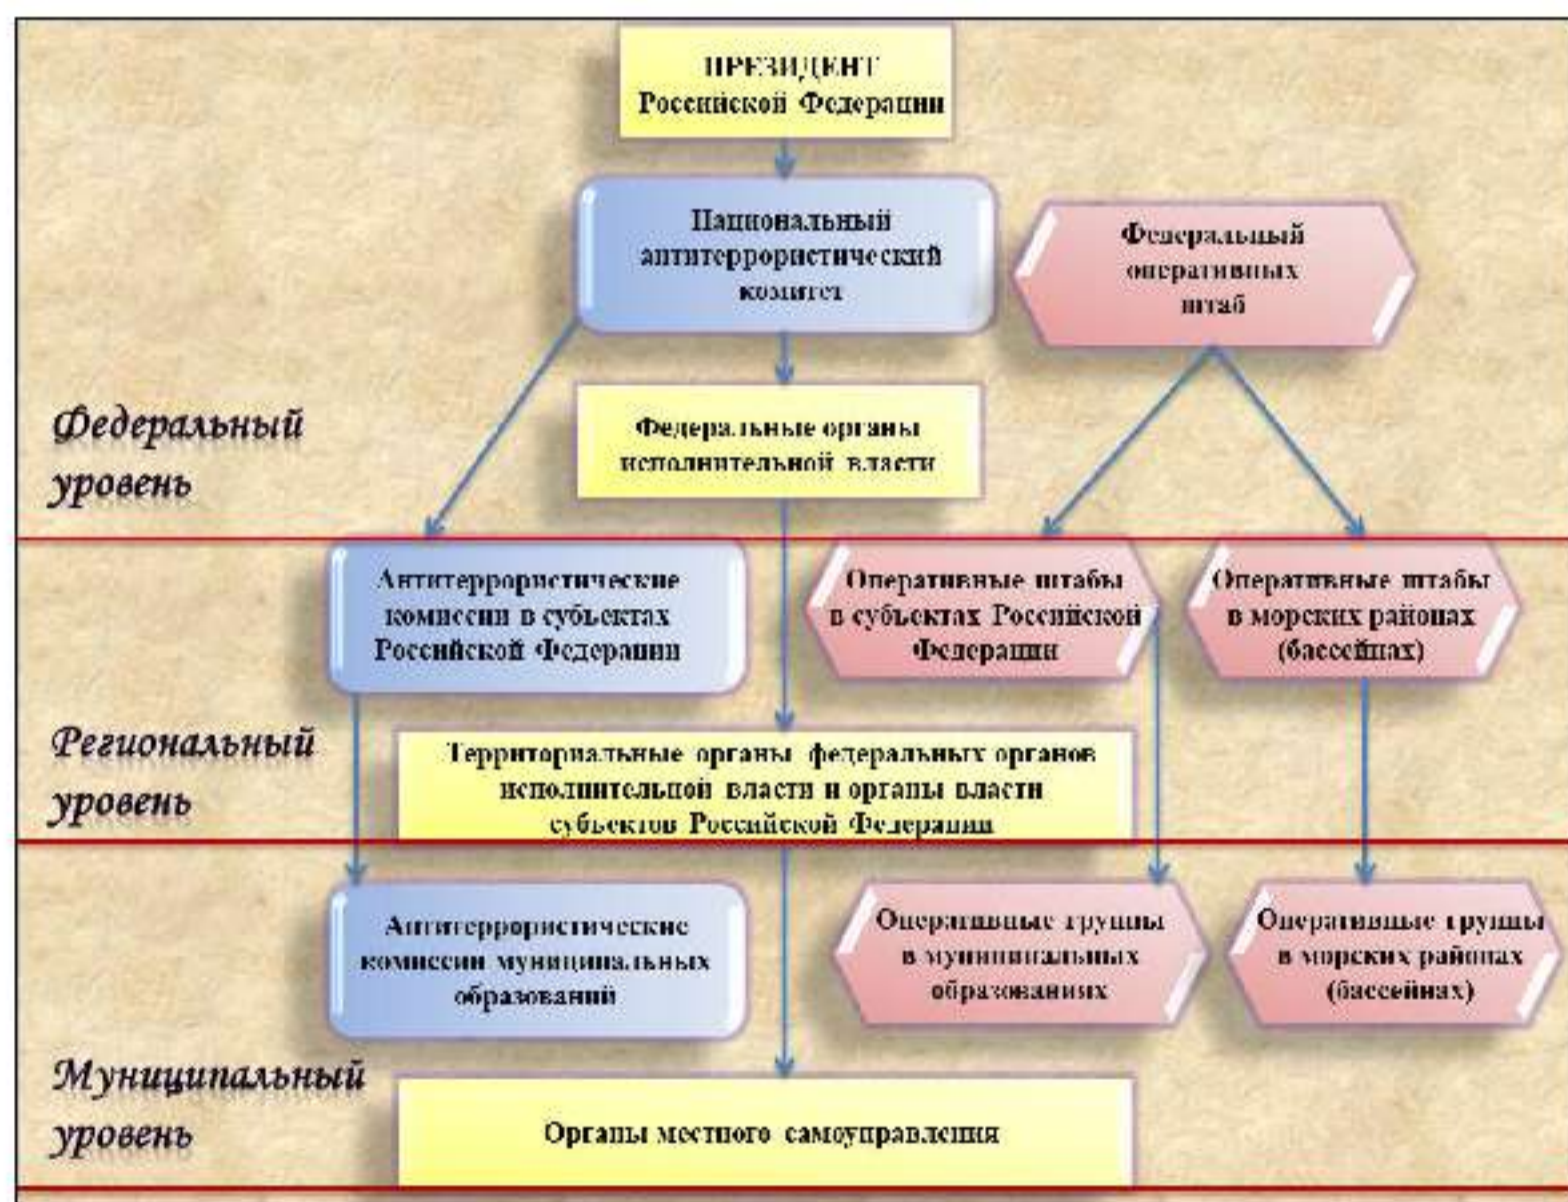 ПРЕЗИДЕНТ
Российской Федерации
Национальный
антитеррористический
комитет
Федеральный
оперативных
штаб
Федеральный
уровень
Федеральные органы
исполнительной власти
Антитеррористические
комиссии в субъектах
Российской Федерации
Оперативные штабы
в субъектах Российской
Федерации
Оперативные штабы
в морских районах
(бассейнах)
Региональный
уровень
Территориальные органы федеральных органов
исполнительной власти и органы власти
субъектов Российской Федерации
Антитеррористические
комиссии муниципальных
образований
Оперативные группы
в муниципальных
образованиях
Оперативные группы
в морских районах
(бассейнах)
Муниципальный
уровень
Органы местного самоуправления